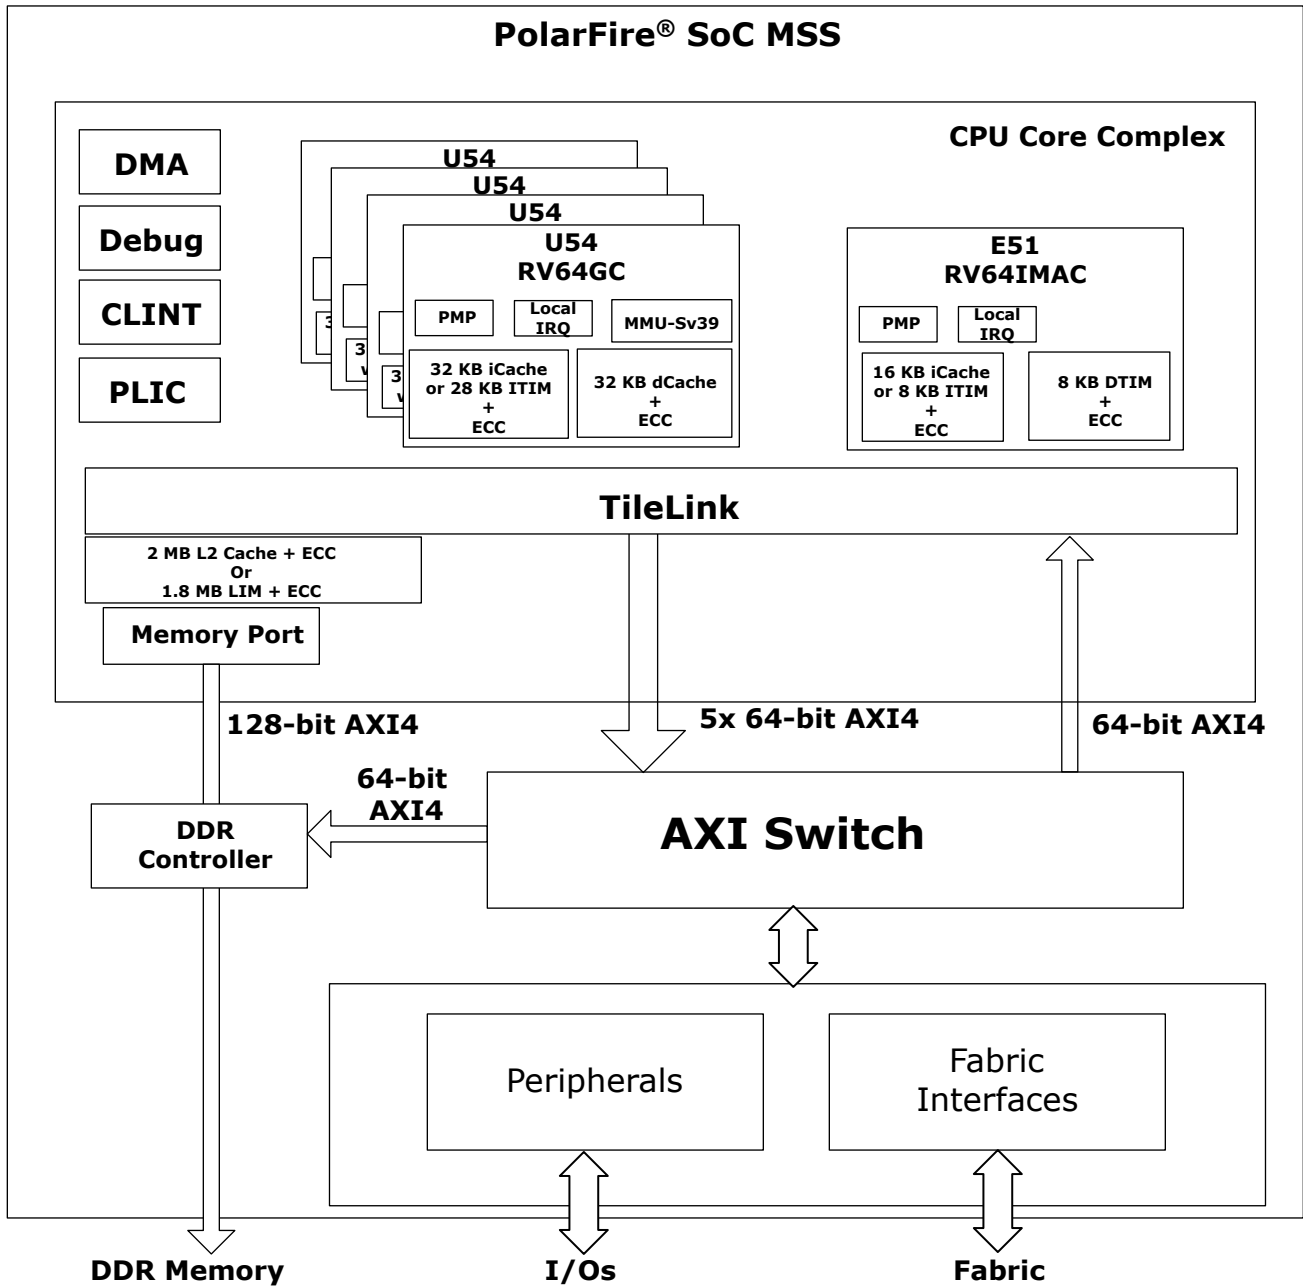 PolarFire® SoC MSS
CPU Core Complex
DMA
Debug
CLINT
PLIC
U54
U54
U54
U54
RV64GC
PMP
Local
IRQ
MMU-Sv39
32 KB iCache
or 28 KB ITIM
+
ECC
32 KB dCache
+
ECC
3
3
3
E51
RV64IMAC
PMP
Local
IRQ
16 KB iCache
or 8 KB ITIM
+
ECC
8 KB DTIM
+
ECC
TileLink
2 MB L2 Cache + ECC
Or
1.8 MB LIM + ECC
Memory Port
128-bit AXI4
5x 64-bit AXI4
64-bit AXI4
64-bit
AXI4
DDR
Controller
AXI Switch
Peripherals
Fabric
Interfaces
DDR Memory
I/Os
Fabric